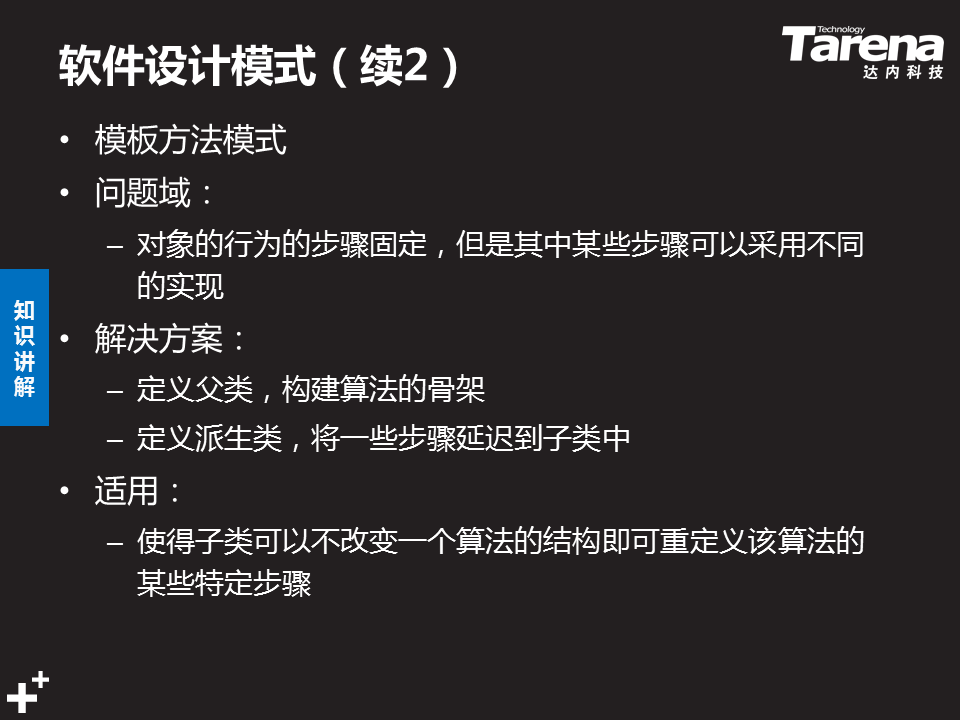 软件设计模式（续2）
Technology
Tarena
达内科技
• 模板方法模式
• 问题域：
– 对象的行为的步骤固定，但是其中某些步骤可以采用不同
的实现
• 解决方案：
– 定义父类，构建算法的骨架
– 定义派生类，将一些步骤延迟到子类中
• 适用：
– 使得子类可以不改变一个算法的结构即可重定义该算法的
某些特定步骤
知
识
讲
解